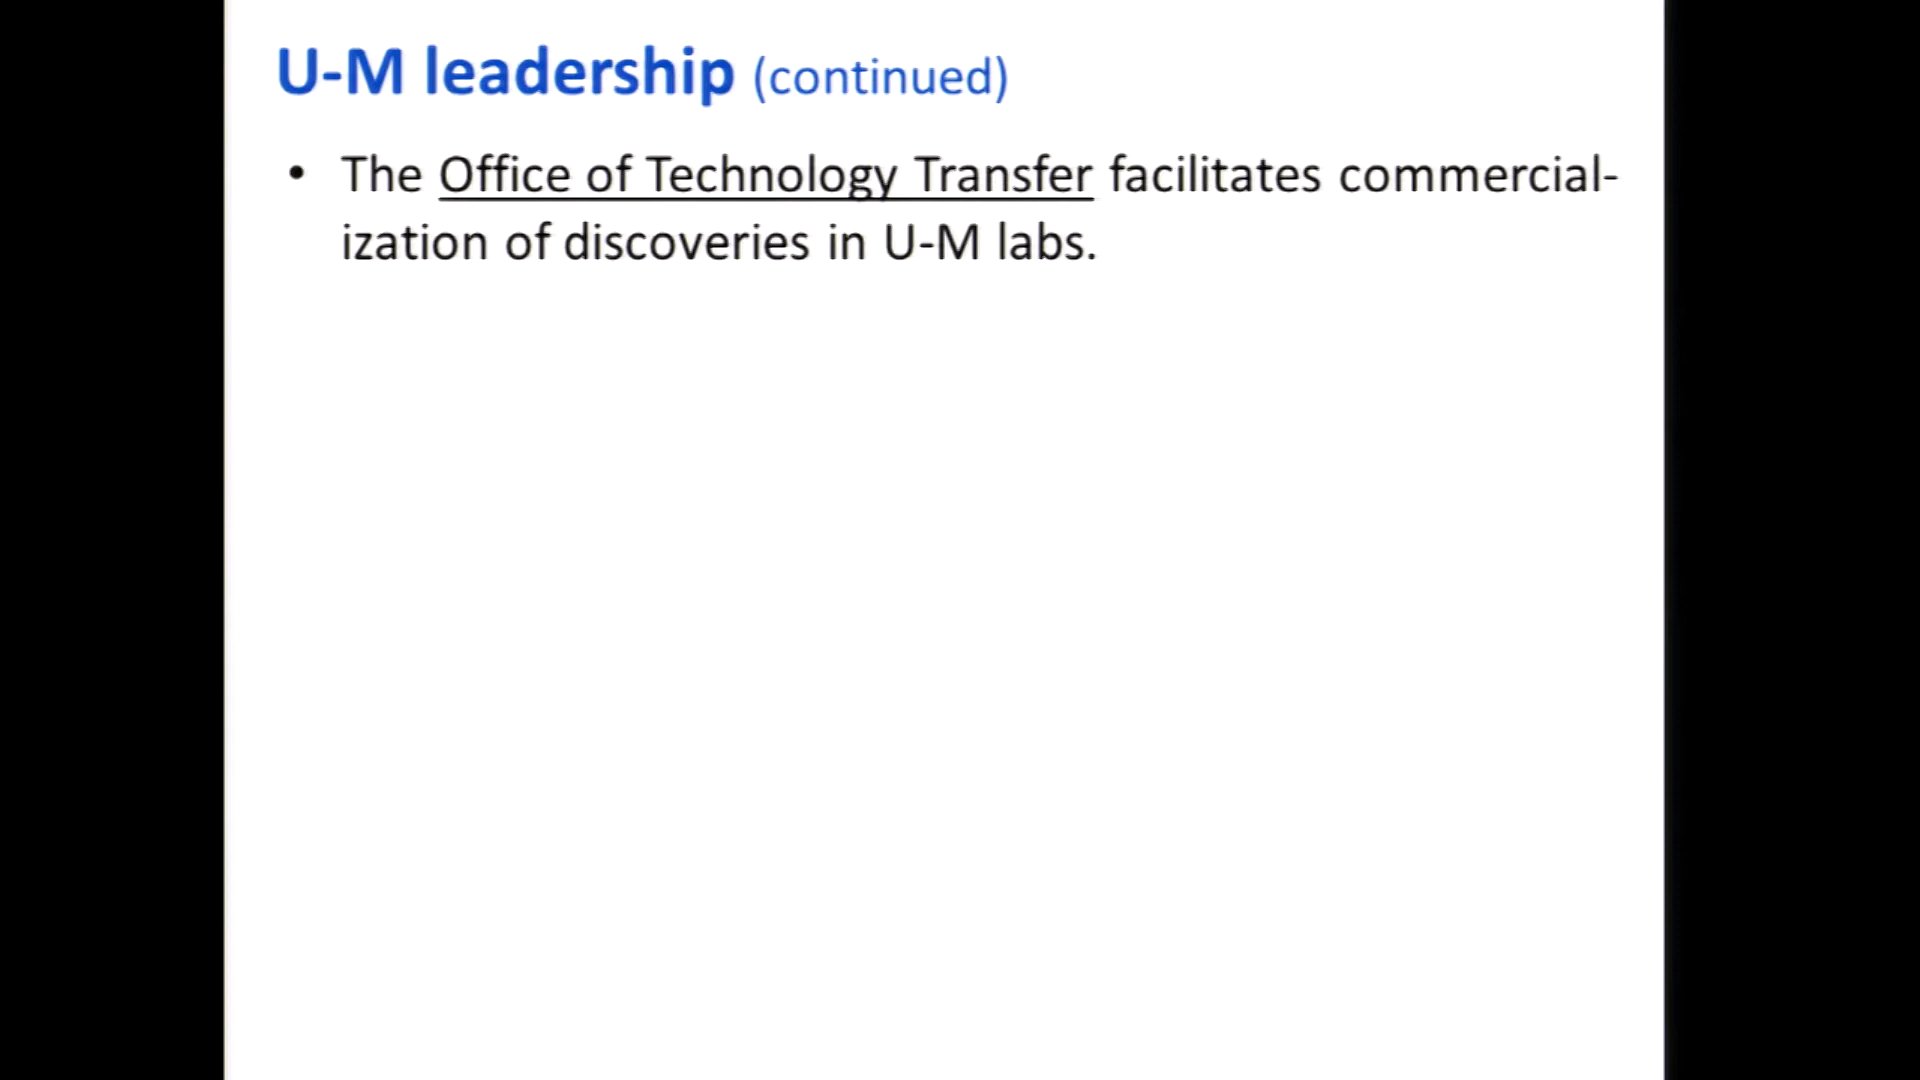 U-M leadership (continued)
• The Office of Technology Transfer facilitates commercial-
ization of discoveries in U-M labs.